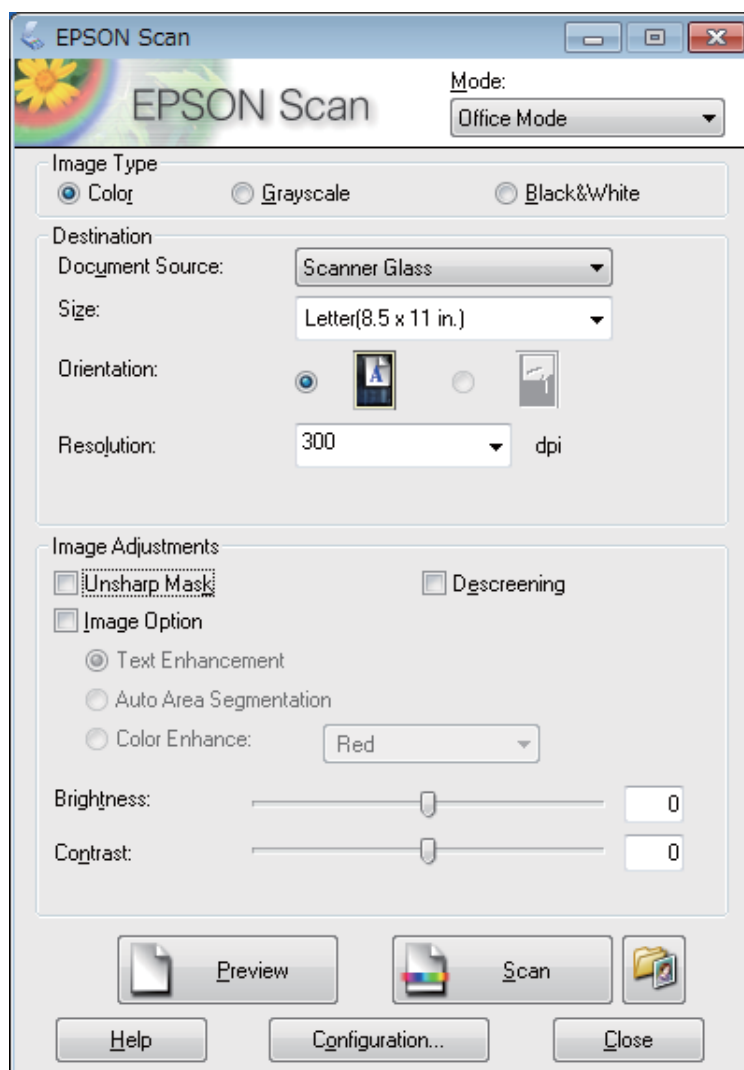 EPSON Scan
EPSON Scan
Mode:
Office Mode
Image Type
Color Grayscale Black&White
Destination
Document Source: Scanner Glass
Size: Letter(8.5 x 11 in.)
Orientation: A
Resolution: 300 dpi
Image Adjustments
Unsharp Mask Descreening
Image Option
Text Enhancement
Auto Area Segmentation
Color Enhance: Red
Brightness: 0
Contrast: 0
Preview Scan
Help Configuration... Close